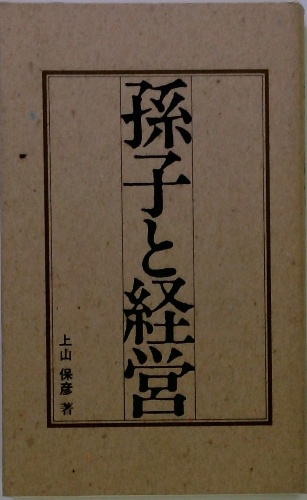 孫子と経営
上山 保彦 著